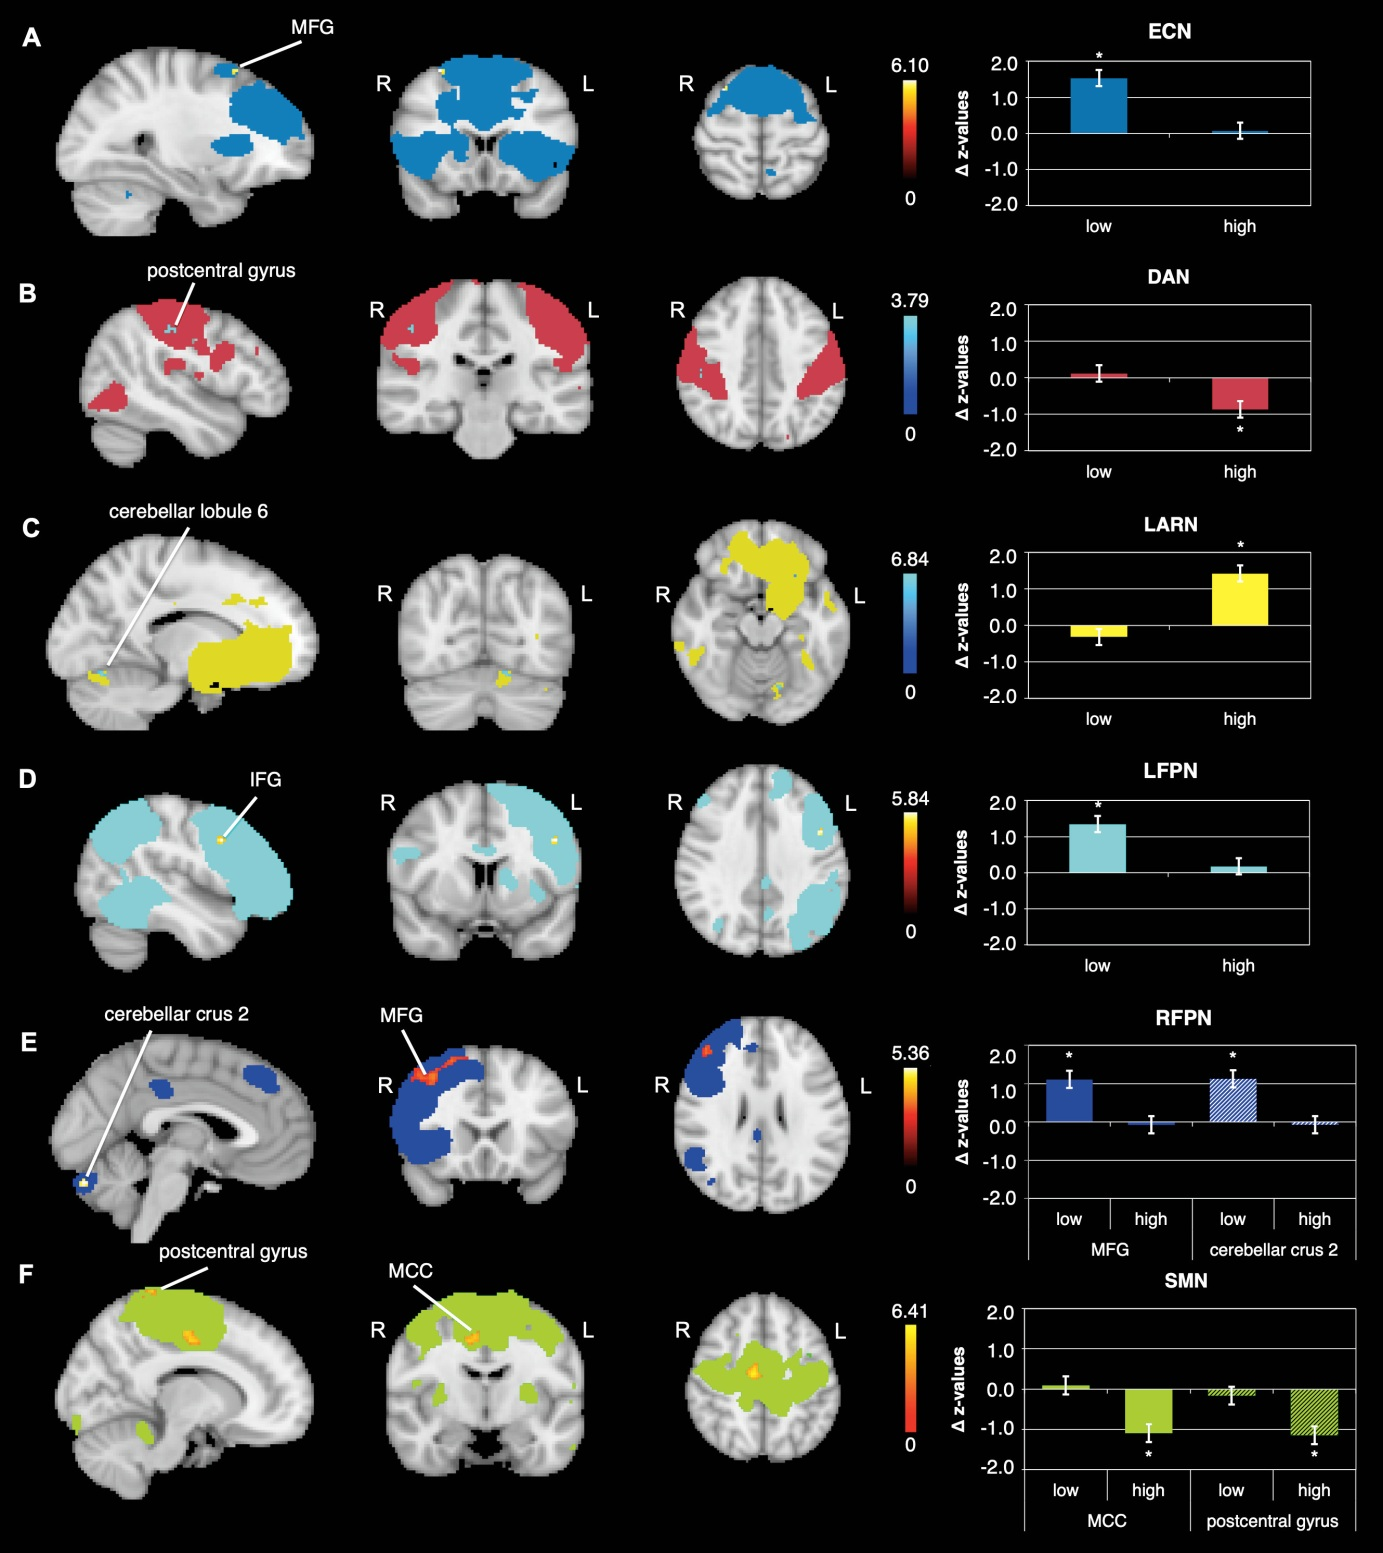 A
MFG
R
L
R
L
6.10
0
ECN
Δ z-values
2.0
1.0
0.0
-1.0
-2.0
*
low
high
B
postcentral gyrus
R
L
R
L
3.79
0
DAN
Δ z-values
2.0
1.0
0.0
-1.0
-2.0
*
low
high
C
cerebellar lobule 6
R
L
R
L
6.84
0
LARN
Δ z-values
2.0
1.0
0.0
-1.0
-2.0
*
low
high
D
IFG
R
L
R
L
5.84
0
LFPN
Δ z-values
2.0
1.0
0.0
-1.0
-2.0
*
low
high
E
cerebellar crus 2
MFG
R
L
R
L
5.36
0
RFPN
Δ z-values
2.0
1.0
0.0
-1.0
-2.0
*
*
low
high
low
high
MFG
cerebellar crus 2
F
postcentral gyrus
MCC
R
L
R
L
6.41
0
SMN
Δ z-values
2.0
1.0
0.0
-1.0
-2.0
*
*
low
high
low
high
MCC
postcentral gyrus